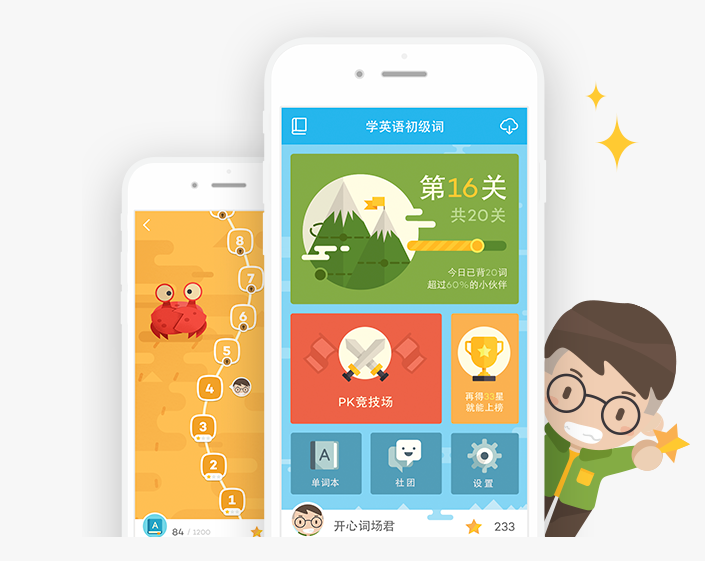 学英语初级词
第16关
共20关
今日已背20词
超过60%的小伙伴
PK竞技场
再得33星
就能上榜
A
单词本
社团
设置
开心词场君
233
8
7
6
5
4
3
2
1
A
84 / 1200